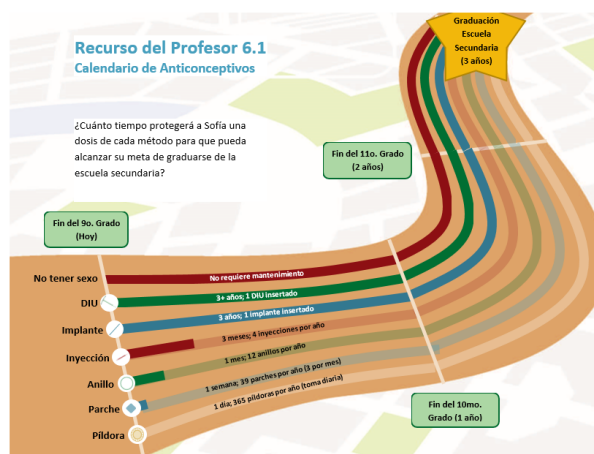 Recurso del Profesor 6.1
Calendario de Anticonceptivos
¿Cuánto tiempo protegerá a Sofía una
dosis de cada método para que pueda
alcanzar su meta de graduarse de la
escuela secundaria?
Graduación
Escuela
Secundaria
(3 años)
Fin del 11o. Grado
(2 años)
Fin del 9o. Grado
(Hoy)
No tener sexo
No requiere mantenimiento
DIU
3+ años; 1 DIU insertado
Implante
3 años; 1 implante insertado
Inyección
3 meses; 4 inyecciones por año
Anillo
1 mes; 12 anillos por año
Parche
1 semana; 39 parches por año (3 por mes)
Píldora
1 dia; 365 píldoras por año (toma diaria)
Fin del 10mo.
Grado (1 año)